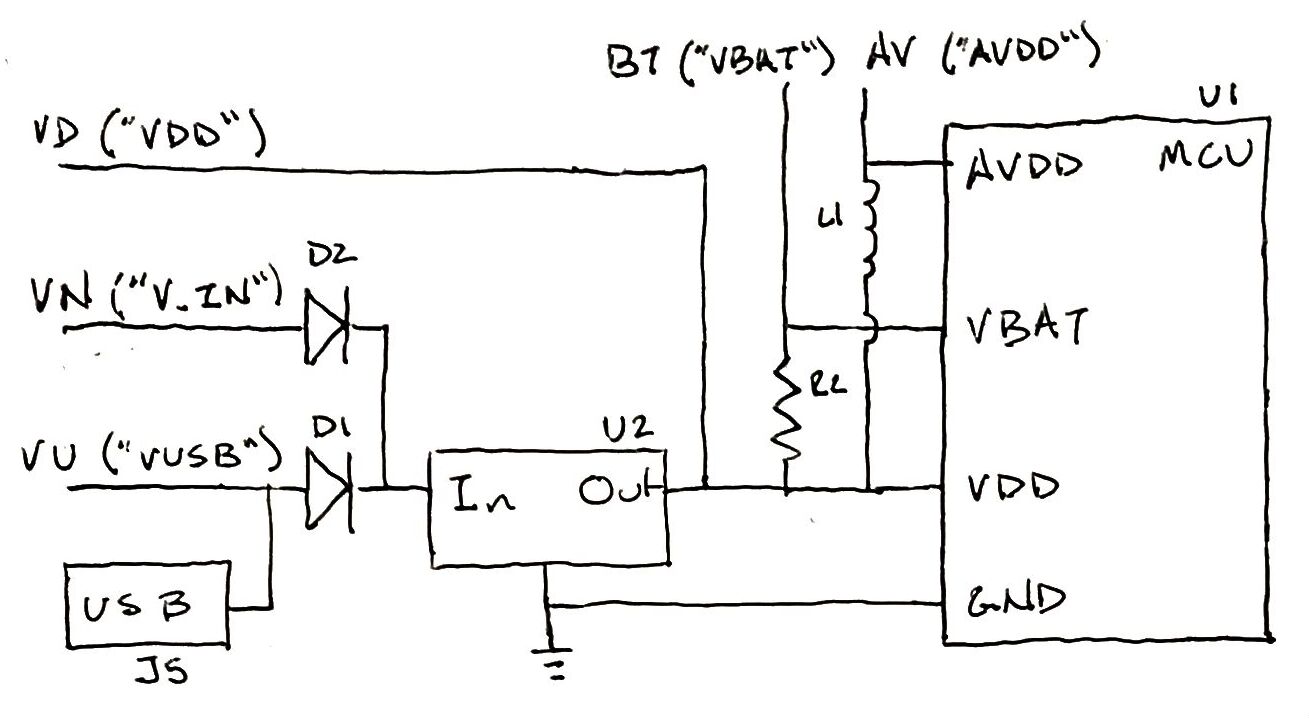 BT ("VBAT") AV ("AVDD")
U1
VD ("VDD")
AVDD MCU
L1
D2
VN ("V_IN")
VBAT
R2
D1
U2
VU ("VUSB")
In Out
VDD
USB
GND
J5